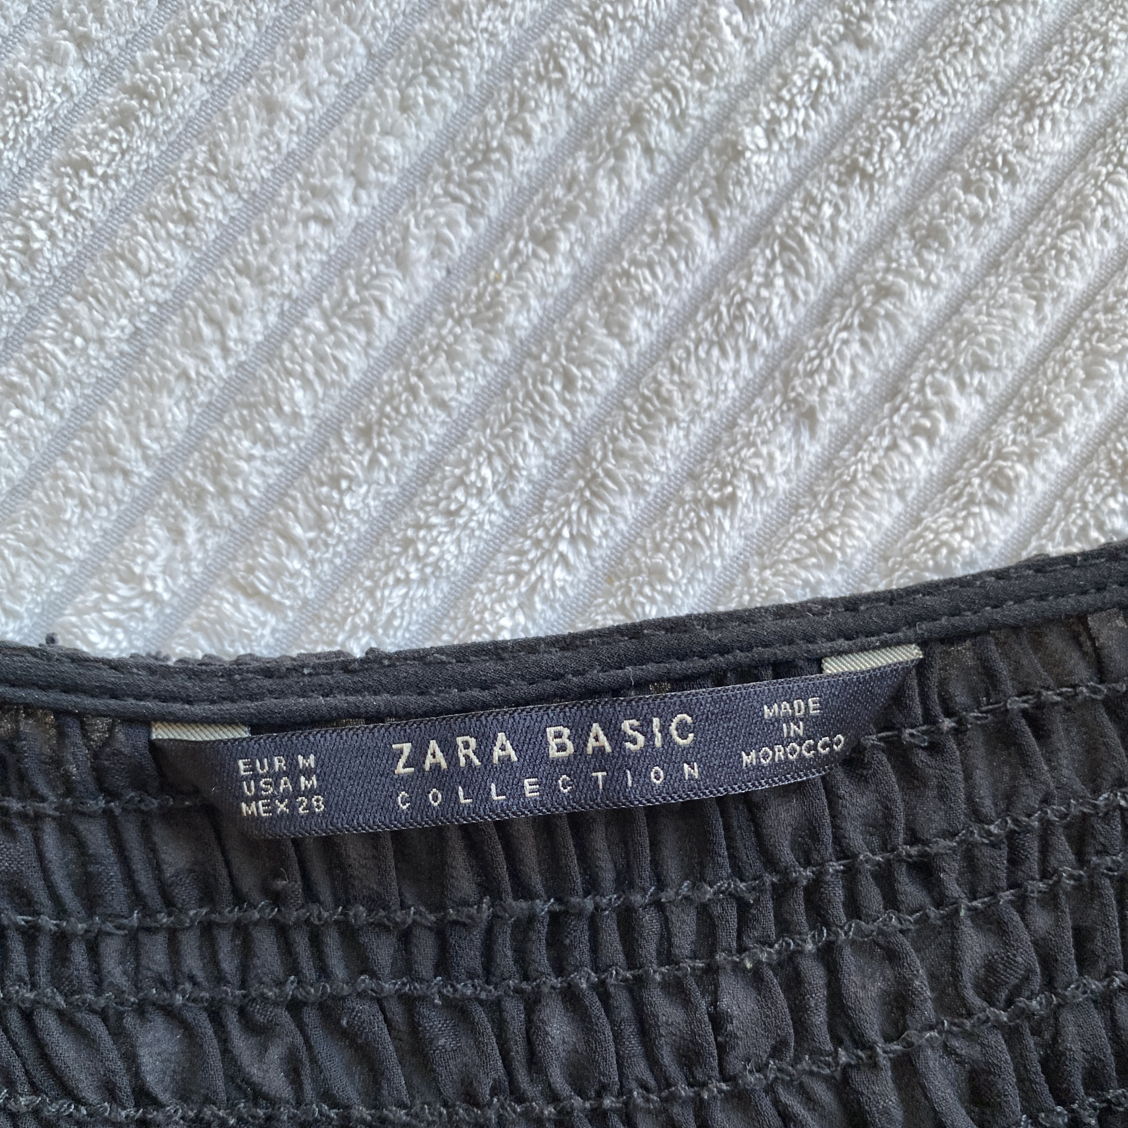 EUR M
USA M
MEX 28
ZARA BASIC
COLLECTION
MADE
IN
MOROCCO